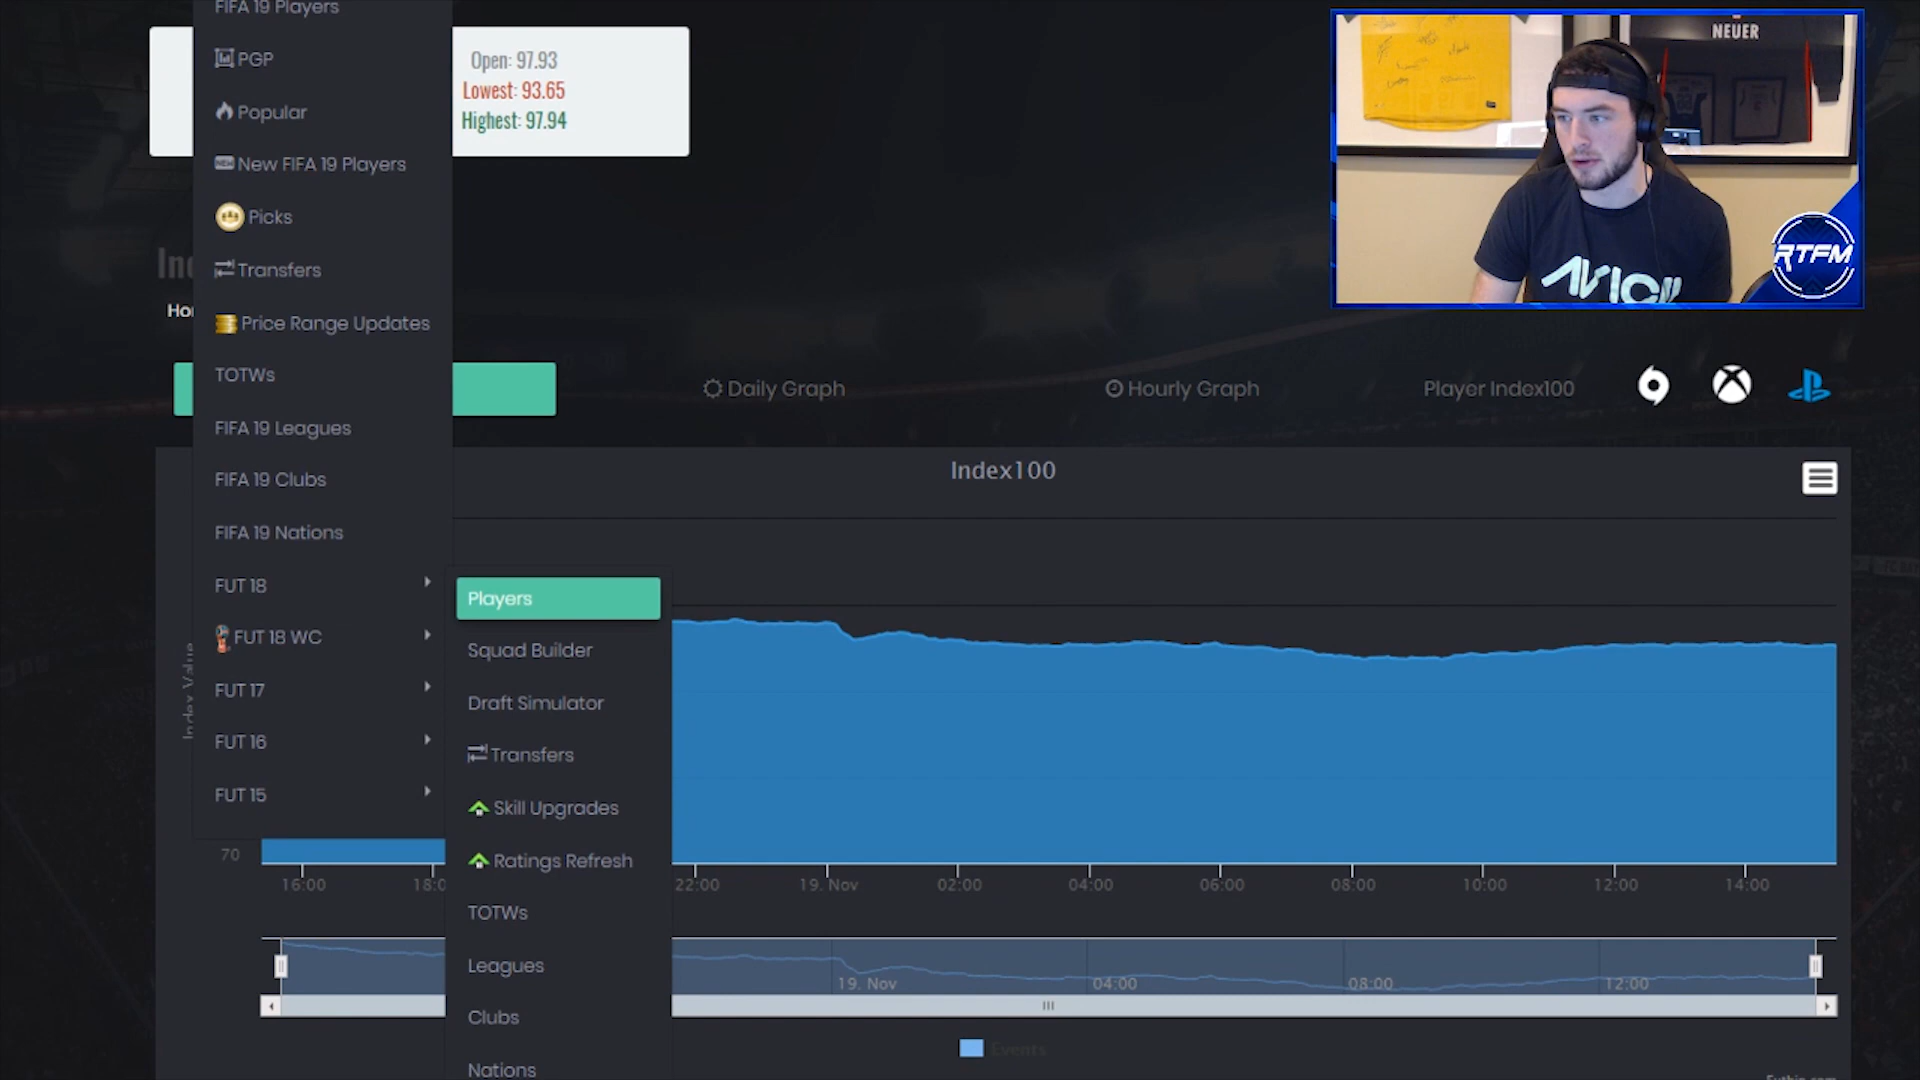 FIFA 19 Players
PGP
Popular
NEW New FIFA 19 Players
Picks
Transfers
Price Range Updates
TOTWs
FIFA 19 Leagues
FIFA 19 Clubs
FIFA 19 Nations
FUT 18
FUT 18 WC
FUT 17
FUT 16
FUT 15
Open: 97.93
Lowest: 93.65
Highest: 97.94
NEUER
AVICII
RTFM
Daily Graph
Hourly Graph
Player Index100
Index100
Index Value
Players
Squad Builder
Draft Simulator
Transfers
Skill Upgrades
Ratings Refresh
TOTWs
Leagues
Clubs
Nations
70
16:00
22:00
19. Nov
02:00
04:00
06:00
08:00
10:00
12:00
14:00
19. Nov
04:00
08:00
12:00
Events